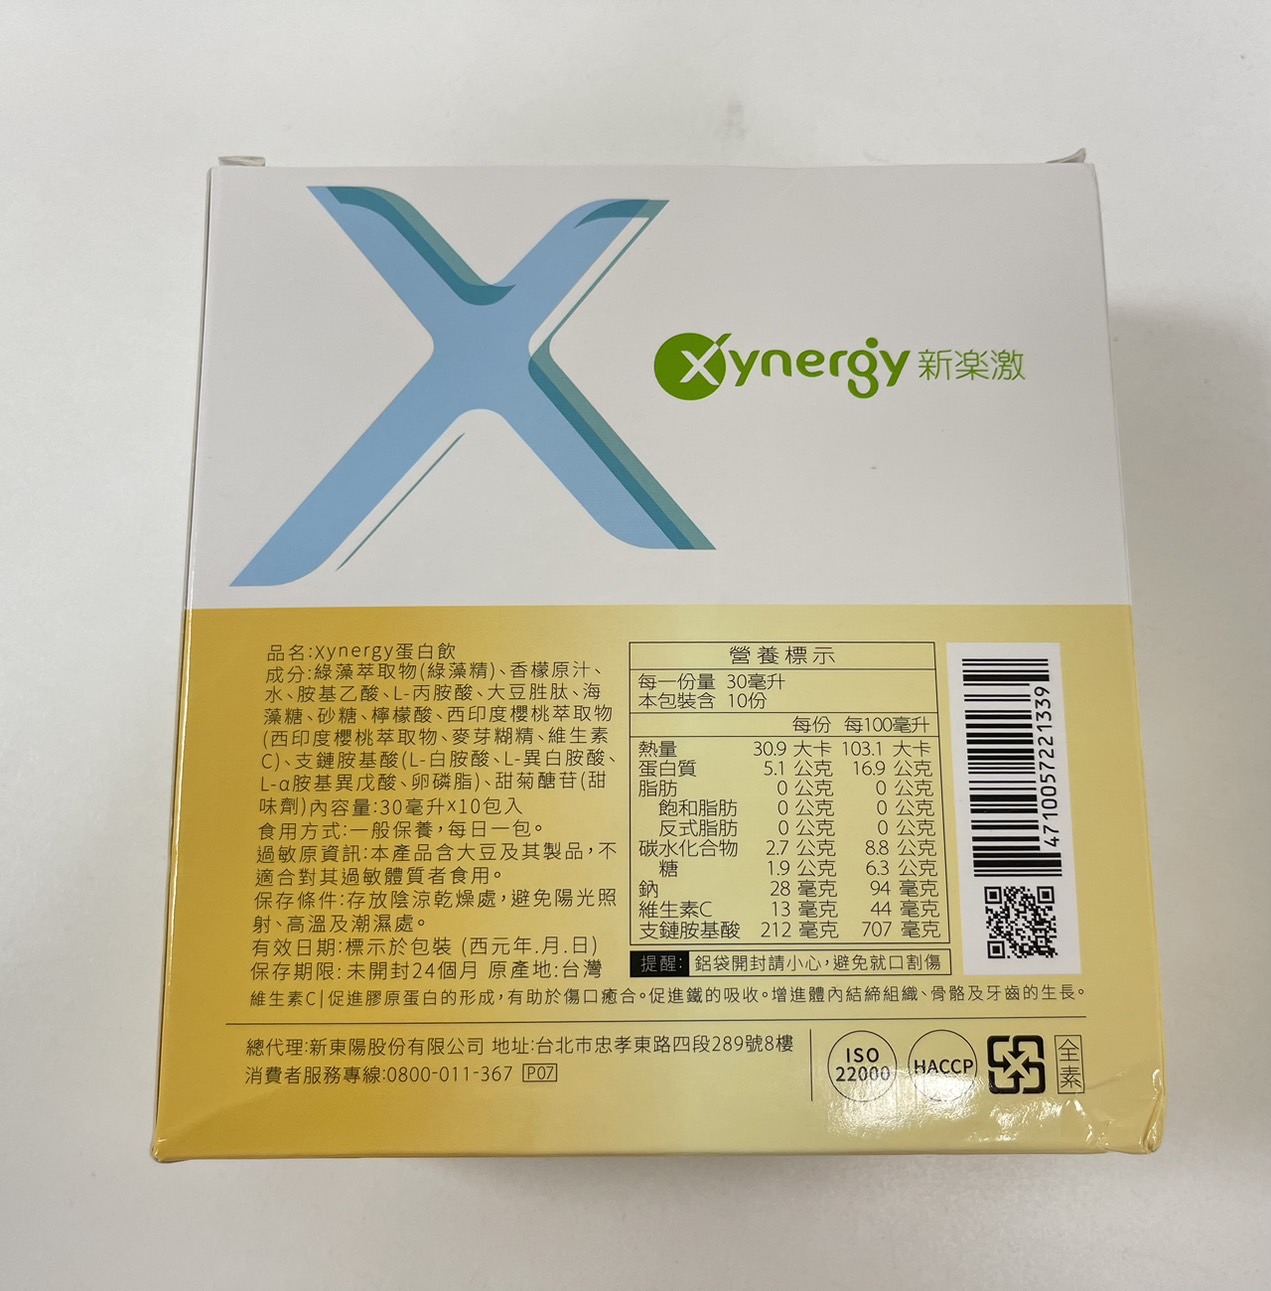 Xynergy 新楽激
品名:Xynergy蛋白飲
成分:綠藻萃取物(綠藻精)、香檬原汁、
水、胺基乙酸、L-丙胺酸、大豆胜肽、海
藻糖、砂糖、檸檬酸、西印度櫻桃萃取物
(西印度櫻桃萃取物、麥芽糊精、維生素
C)、支鏈胺基酸(L-白胺酸、L-異白胺酸、
L-α胺基異戊酸、卵磷脂)、甜菊醣苷(甜
味劑)內容量:30毫升×10包入
食用方式:一般保養,每日一包。
過敏原資訊:本產品含大豆及其製品,不
適合對其過敏體質者食用。
保存條件:存放陰涼乾燥處,避免陽光照
射、高溫及潮濕處。
有效日期:標示於包裝 (西元年.月.日)
保存期限:未開封24個月 原產地:台灣
營養標示
每一份量 30毫升
本包裝含 10份
每份 每100毫升
熱量 30.9 大卡 103.1 大卡
蛋白質 5.1 公克 16.9 公克
脂肪 0 公克 0 公克
飽和脂肪 0 公克 0 公克
反式脂肪 0 公克 0 公克
碳水化合物 2.7 公克 8.8 公克
糖 1.9 公克 6.3 公克
鈉 28 毫克 94 毫克
維生素C 13 毫克 44 毫克
支鏈胺基酸 212 毫克 707 毫克
提醒: 鋁袋開封請小心,避免就口割傷
4710057221339
維生素C|促進膠原蛋白的形成,有助於傷口癒合。促進鐵的吸收。增進體內結締組織、骨骼及牙齒的生長。
總代理:新東陽股份有限公司 地址:台北市忠孝東路四段289號8樓
消費者服務專線:0800-011-367 P07
ISO
22000
HACCP
全素